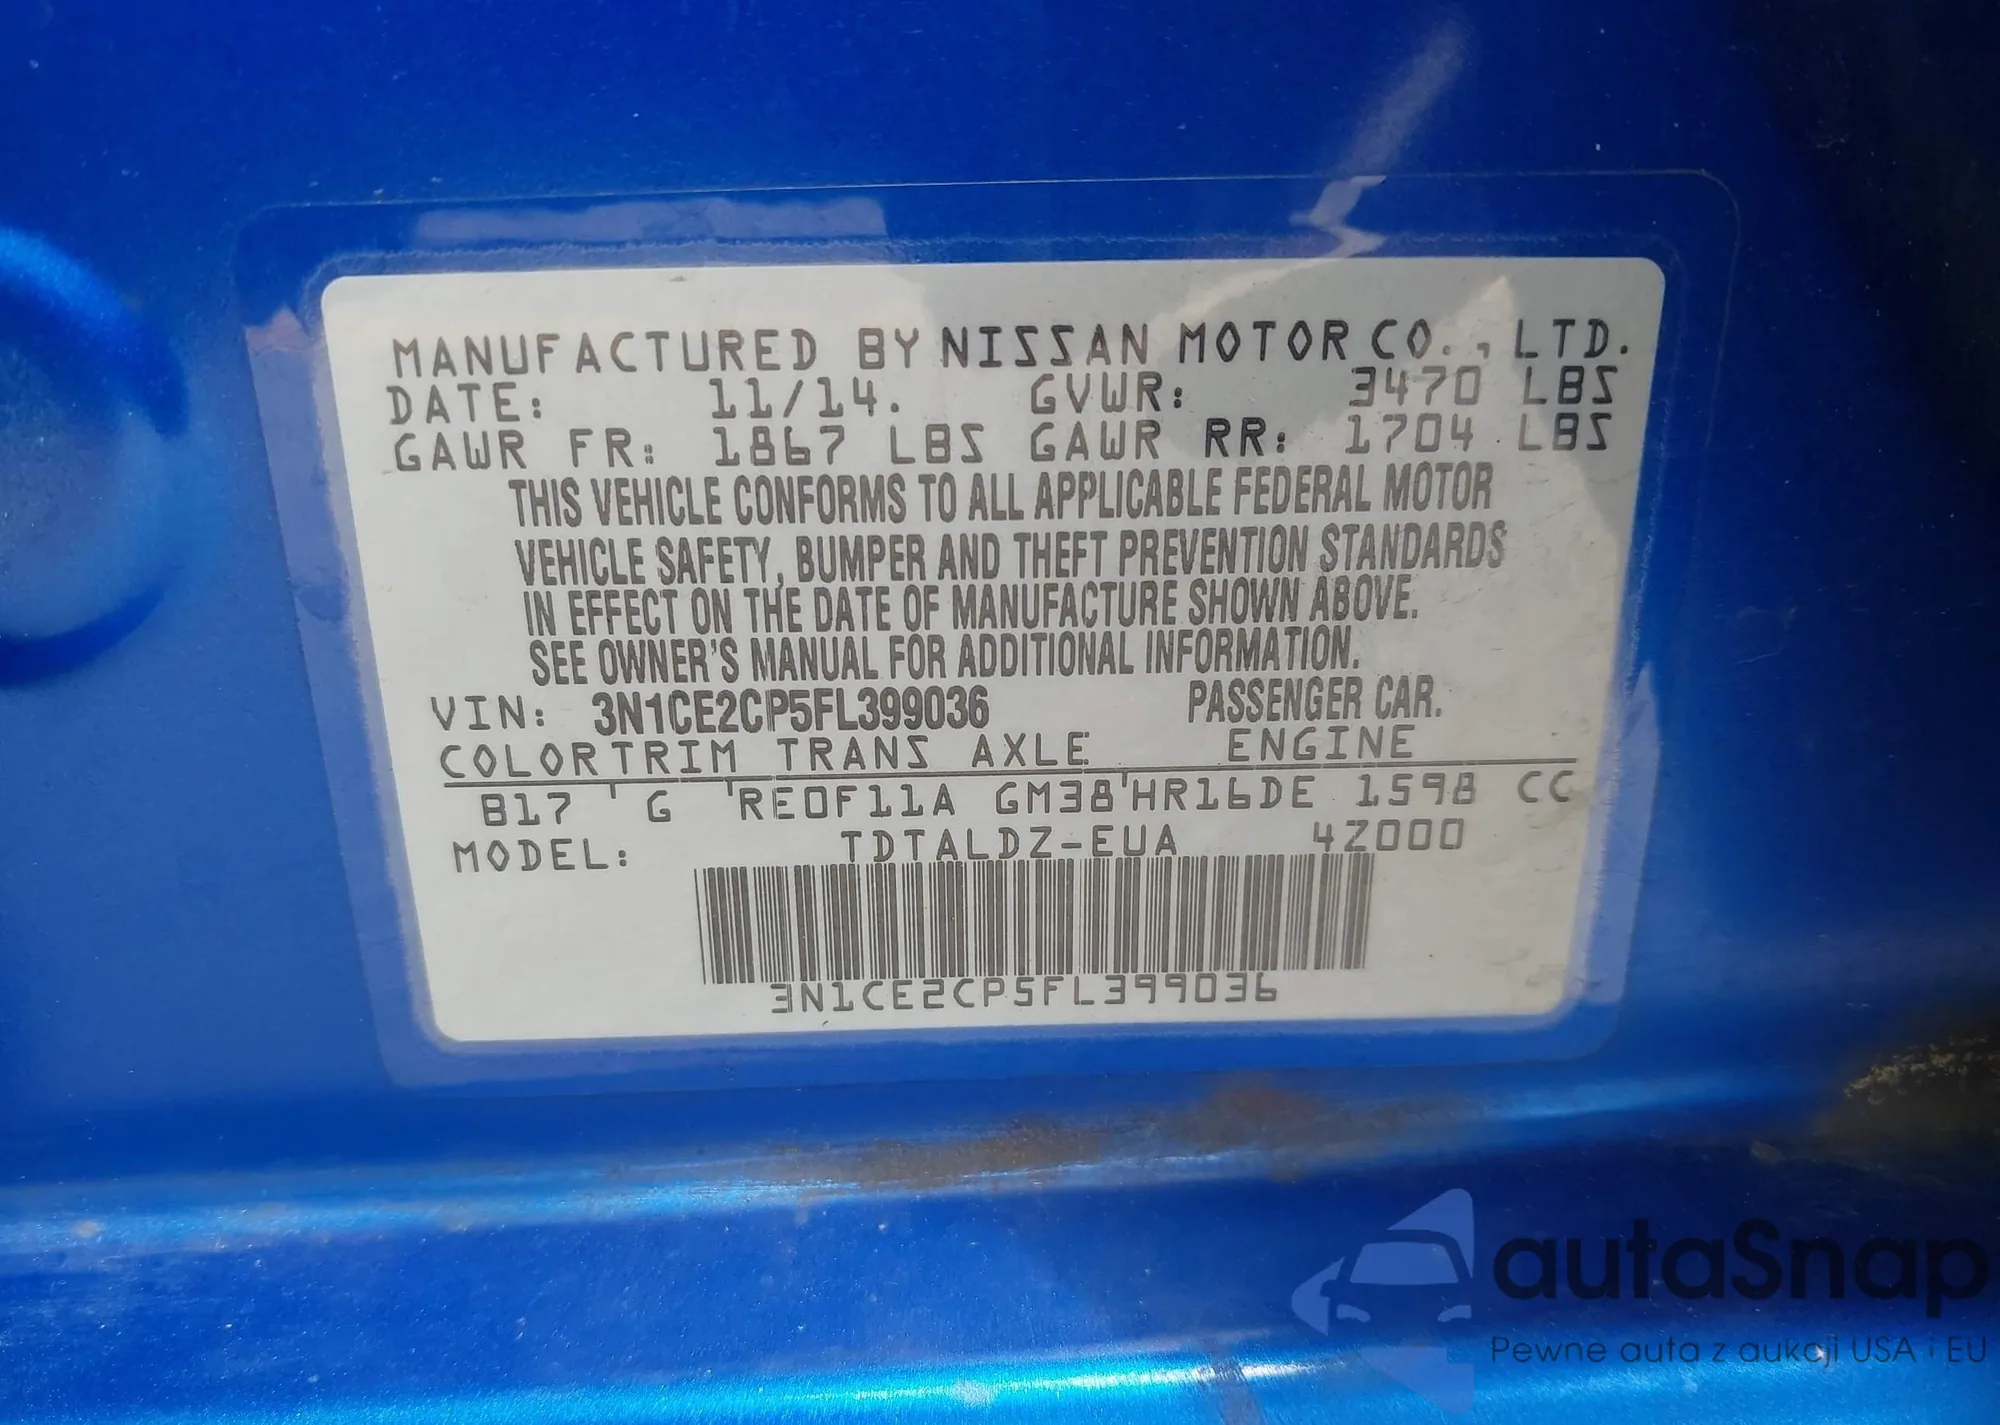 MANUFACTURED BY NISSAN MOTOR CO., LTD.
DATE: 11/14. GVWR: 3470 LBS
GAWR FR: 1867 LBS GAWR RR: 1704 LBS
THIS VEHICLE CONFORMS TO ALL APPLICABLE FEDERAL MOTOR
VEHICLE SAFETY, BUMPER AND THEFT PREVENTION STANDARDS
IN EFFECT ON THE DATE OF MANUFACTURE SHOWN ABOVE.
SEE OWNER'S MANUAL FOR ADDITIONAL INFORMATION.
VIN: 3N1CE2CP5FL399036 PASSENGER CAR.
COLOR TRIM TRANS AXLE ENGINE
B17 G RE0F11A GM38 HR16DE 1598 CC
MODEL: TDTALDZ-EUA 4Z000
3N1CE2CP5FL399036
autaSnap
Pewne auta z aukcji USA i EU